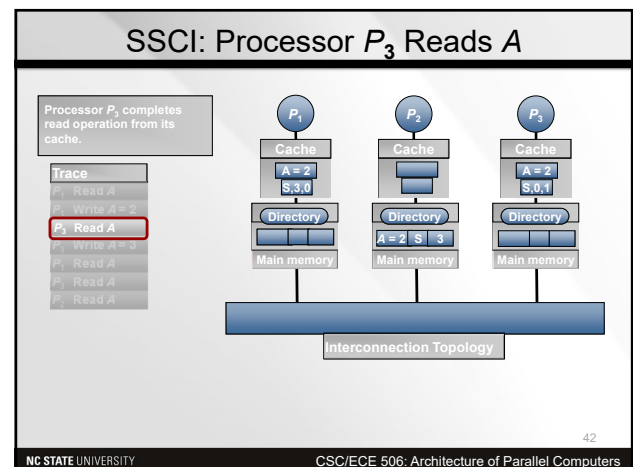 SSCI: Processor P3 Reads A
Processor P3 completes
read operation from its
cache.
Trace
P1 Read A
P1 Write A = 2
P3 Read A
Write A = 3
P1 Read A
P3 Read A
P2 Read A
P1
Cache
A = 2
S,3,0
Directory
Main memory
P2
Cache
Directory
A = 2 S 3
Main memory
P3
Cache
A = 2
S,0,1
Directory
Main memory
Interconnection Topology
42
NC STATE UNIVERSITY
CSC/ECE 506: Architecture of Parallel Computers